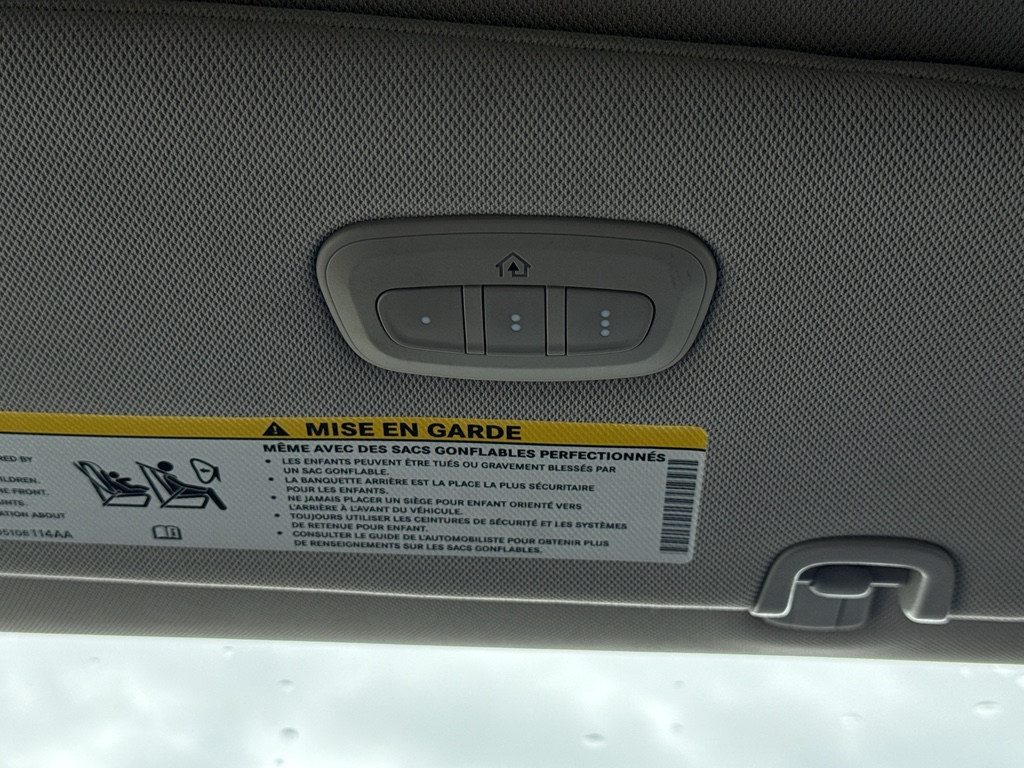 MISE EN GARDE
MÊME AVEC DES SACS GONFLABLES PERFECTIONNÉS
• LES ENFANTS PEUVENT ÊTRE TUÉS OU GRAVEMENT BLESSÉS PAR
UN SAC GONFLABLE.
• LA BANQUETTE ARRIÈRE EST LA PLACE LA PLUS SÉCURITAIRE
POUR LES ENFANTS.
• NE JAMAIS PLACER UN SIÈGE POUR ENFANT ORIENTÉ VERS
L'ARRIÈRE À L'AVANT DU VÉHICULE.
• TOUJOURS UTILISER LES CEINTURES DE SÉCURITÉ ET LES SYSTÈMES
DE RETENUE POUR ENFANT.
• CONSULTER LE GUIDE DE L'AUTOMOBILISTE POUR OBTENIR PLUS
DE RENSEIGNEMENTS SUR LES SACS GONFLABLES.
BY
FRONT.
ABOUT
114AA